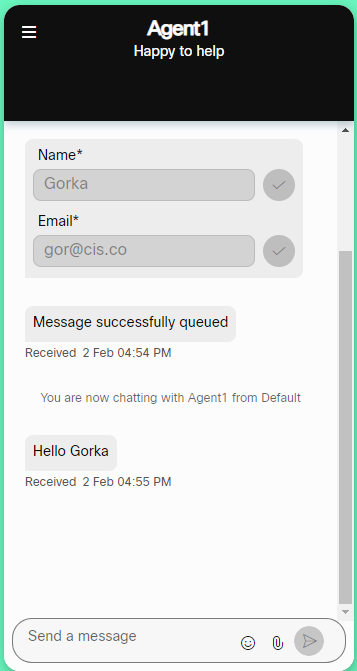 Agent1
Happy to help
Name*
Gorka
Email*
gor@cis.co
Message successfully queued
Received 2 Feb 04:54 PM
You are now chatting with Agent1 from Default
Hello Gorka
Received 2 Feb 04:55 PM
Send a message